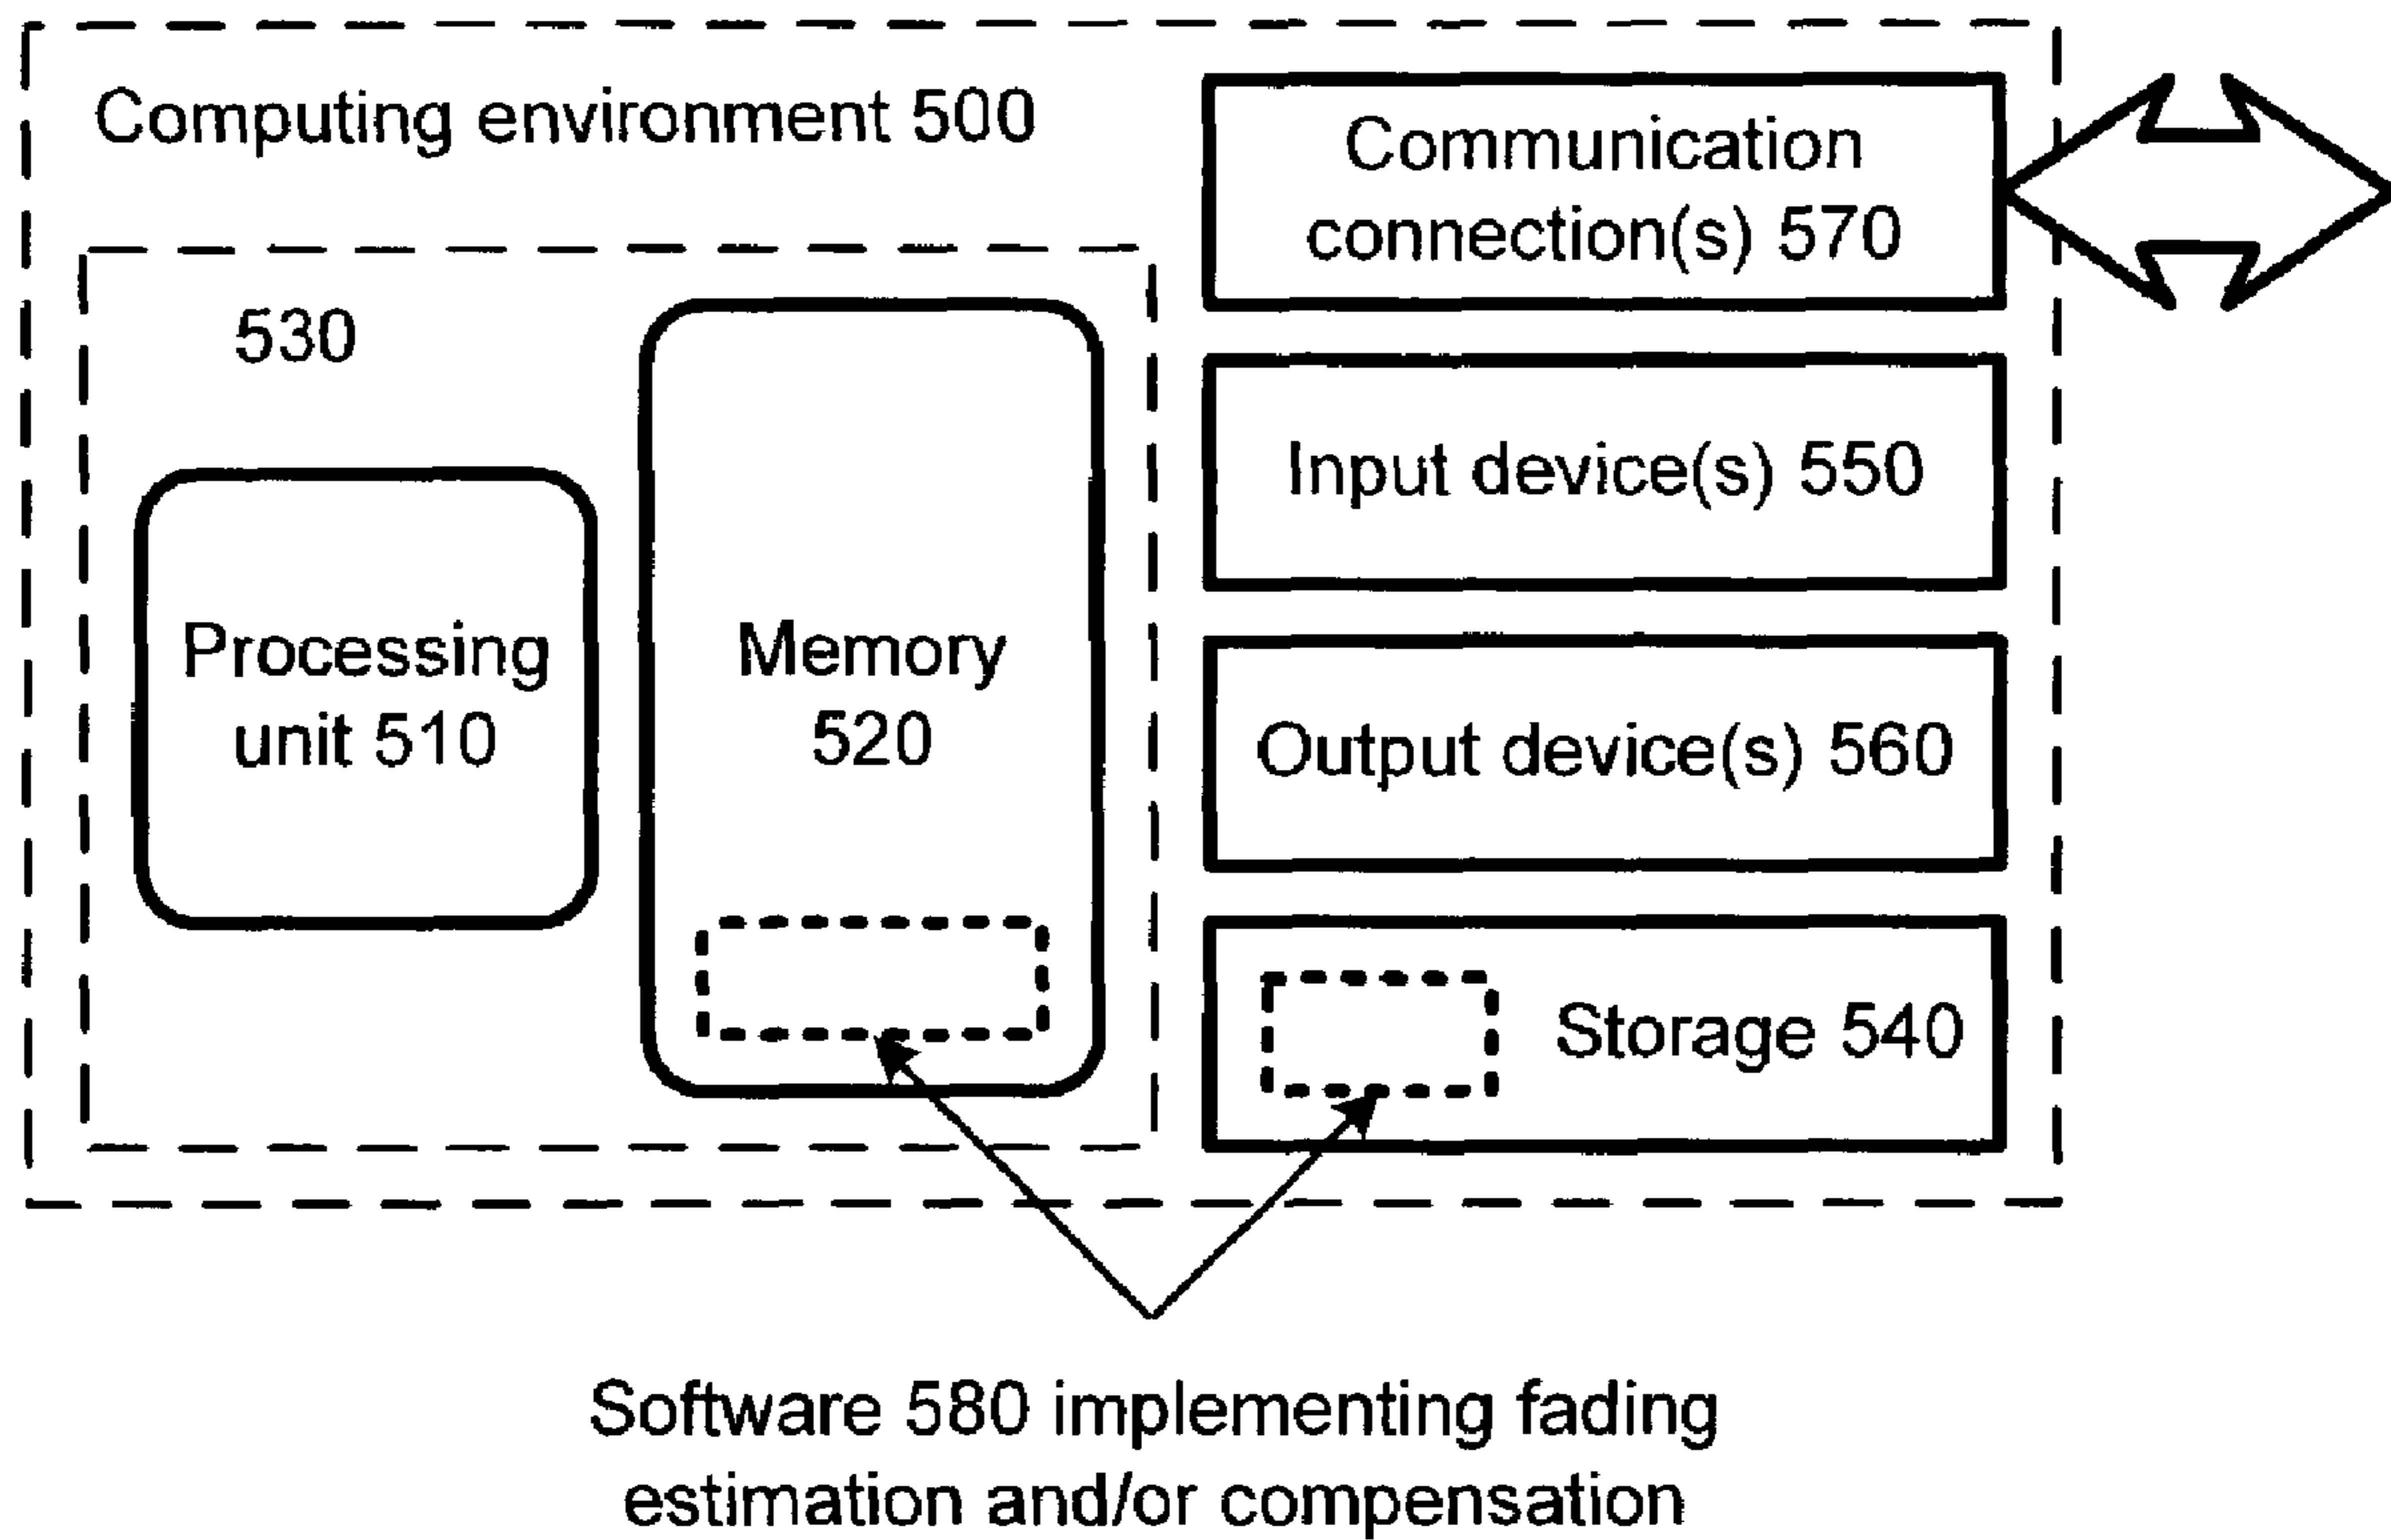 Computing environment 500
Communication
connection(s) 570
530
Input device(s) 550
Processing
unit 510
Memory
520
Output device(s) 560
Storage 540
Software 580 implementing fading
estimation and/or compensation